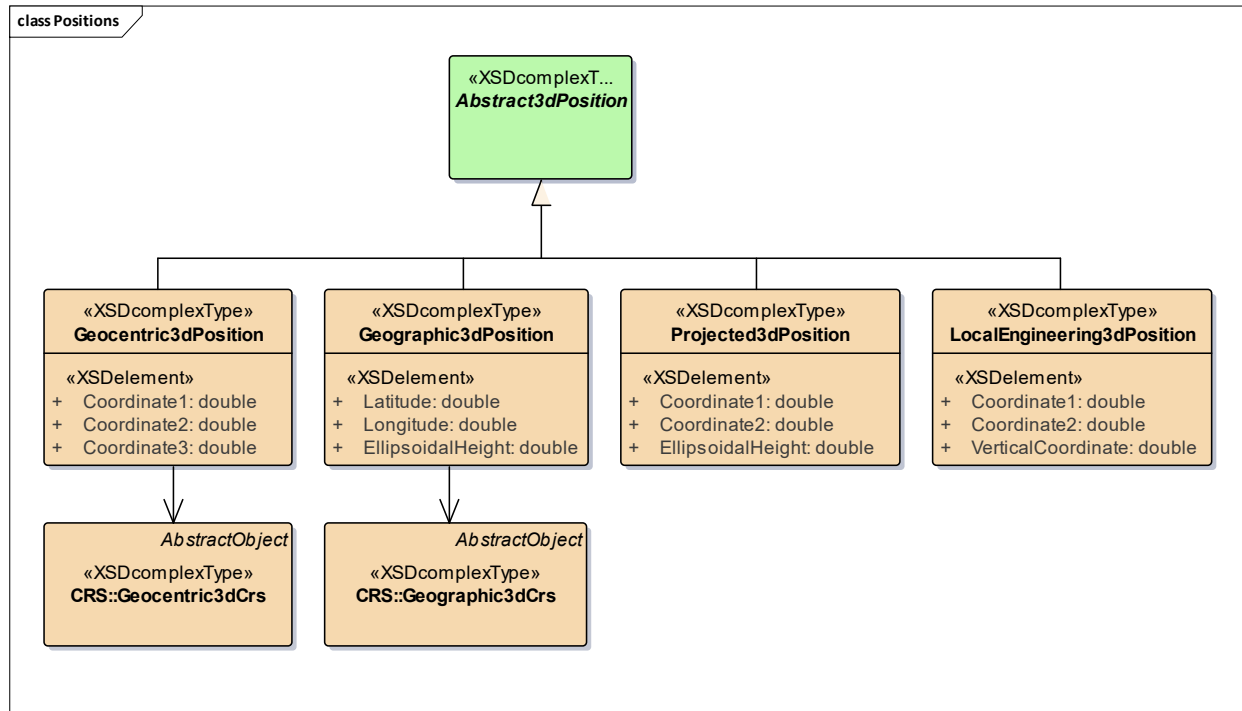 class Positions
«XSDcomplexT...
Abstract3dPosition
«XSDcomplexType»
Geocentric3dPosition
«XSDelement»
+ Coordinate1: double
+ Coordinate2: double
+ Coordinate3: double
«XSDcomplexType»
Geographic3dPosition
«XSDelement»
+ Latitude: double
+ Longitude: double
+ EllipsoidalHeight: double
«XSDcomplexType»
Projected3dPosition
«XSDelement»
+ Coordinate1: double
+ Coordinate2: double
+ EllipsoidalHeight: double
«XSDcomplexType»
LocalEngineering3dPosition
«XSDelement»
+ Coordinate1: double
+ Coordinate2: double
+ VerticalCoordinate: double
AbstractObject
«XSDcomplexType»
CRS::Geocentric3dCrs
AbstractObject
«XSDcomplexType»
CRS::Geographic3dCrs